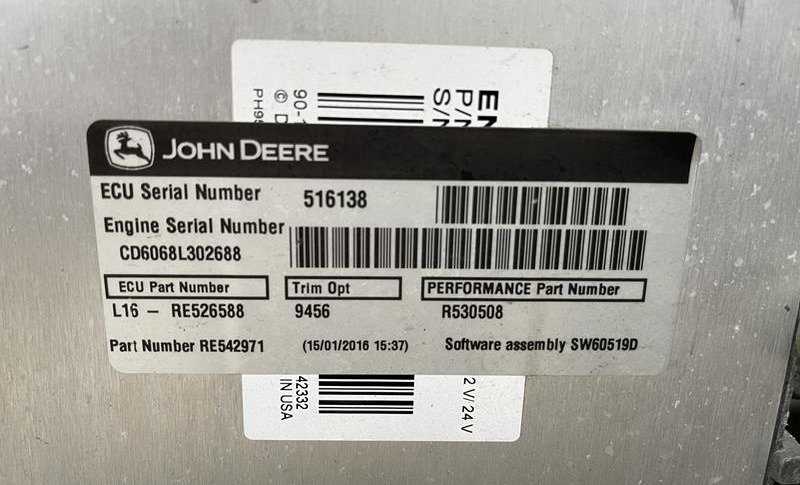 JOHN DEERE
ECU Serial Number 516138
Engine Serial Number
CD6068L302688
ECU Part Number Trim Opt PERFORMANCE Part Number
L16 – RE526588 9456 R530508
Part Number RE542971 (15/01/2016 15:37) Software assembly SW60519D
P/N
S/N
42332
IN USA
2 V/ 24 V